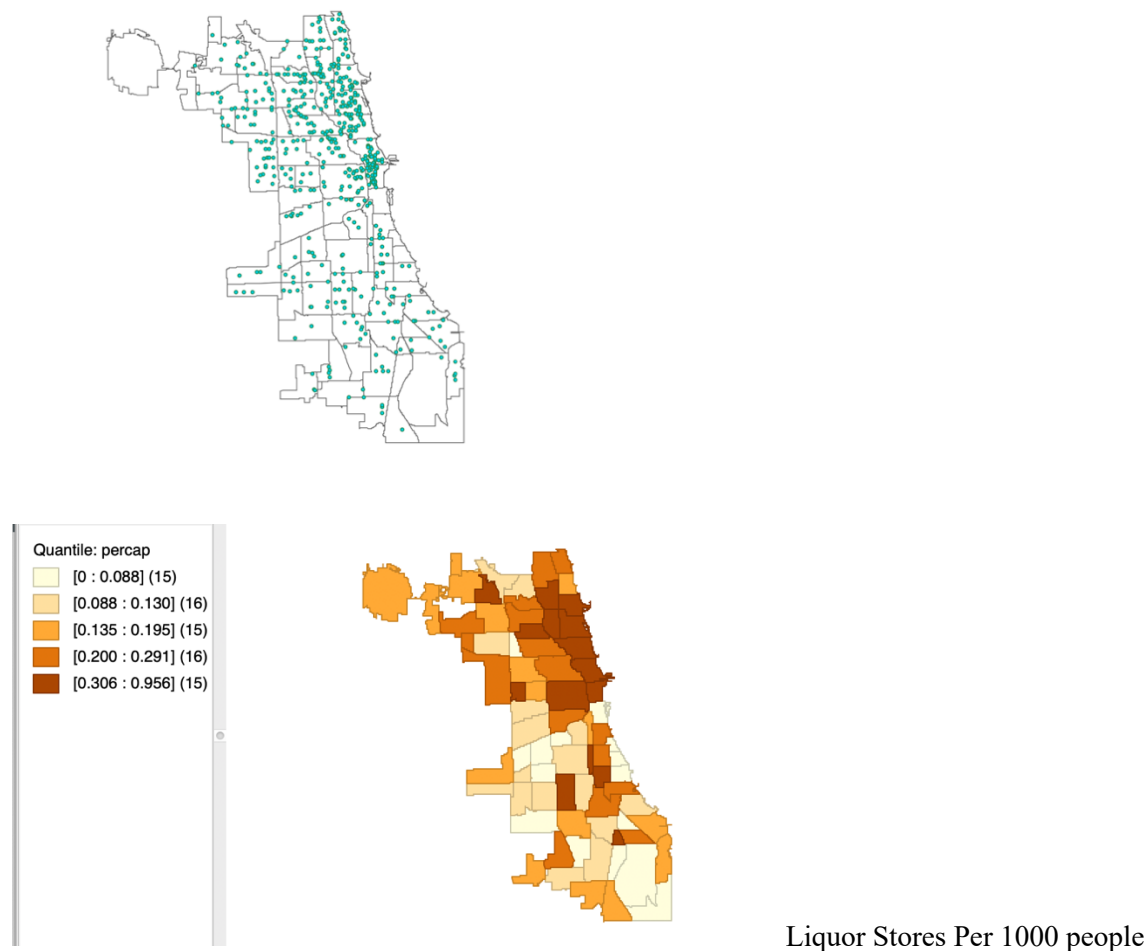 Quantile: percap
[0 : 0.088] (15)
[0.088 : 0.130] (16)
[0.135 : 0.195] (15)
[0.200 : 0.291] (16)
[0.306 : 0.956] (15)
Liquor Stores Per 1000 people